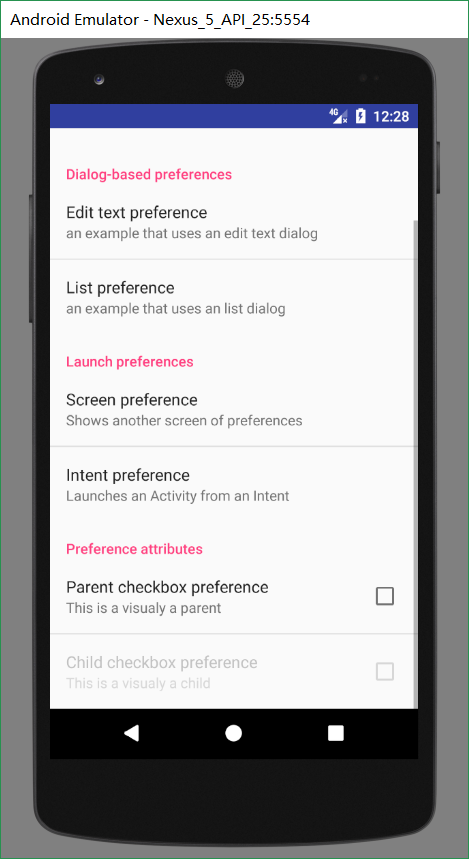 Android Emulator - Nexus_5_API_25:5554
4G 12:28
Dialog-based preferences
Edit text preference
an example that uses an edit text dialog
List preference
an example that uses an list dialog
Launch preferences
Screen preference
Shows another screen of preferences
Intent preference
Launches an Activity from an Intent
Preference attributes
Parent checkbox preference
This is a visualy a parent
Child checkbox preference
This is a visualy a child